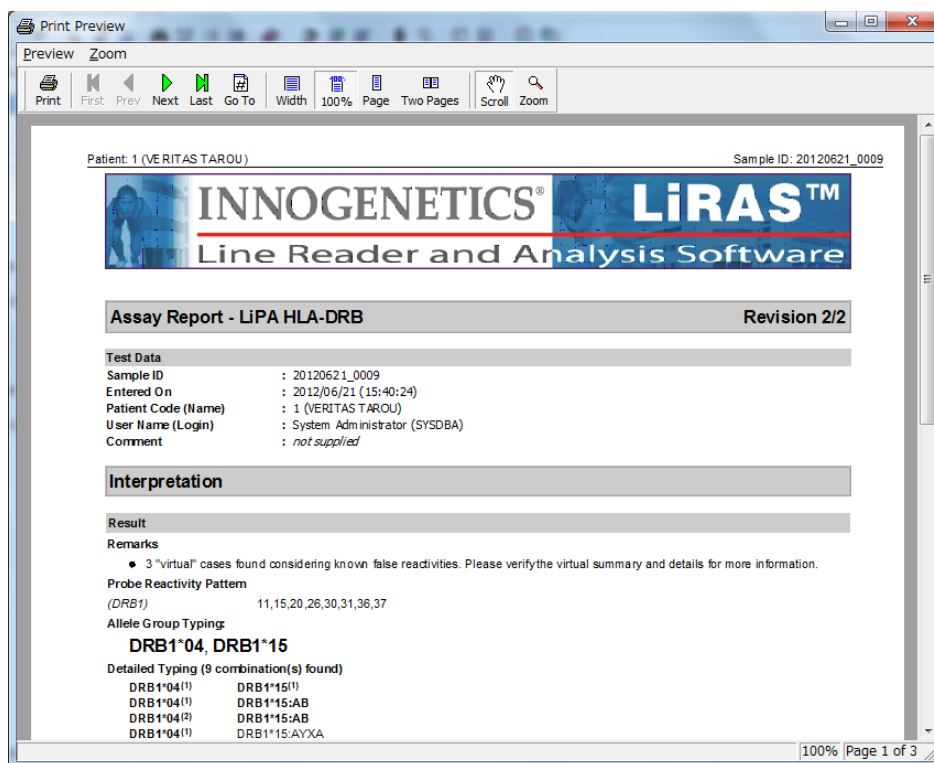 Print Preview
Preview Zoom
Print First Prev Next Last Go To Width 100% Page Two Pages Scroll Zoom
Patient: 1 (VERITAS TAROU) Sample ID: 20120621_0009
INNOGENETICS® LiRAS™
Line Reader and Analysis Software
Assay Report - LiPA HLA-DRB Revision 2/2
Test Data
Sample ID : 20120621_0009
Entered On : 2012/06/21 (15:40:24)
Patient Code (Name) : 1 (VERITAS TAROU)
User Name (Login) : System Administrator (SYSDBA)
Comment : not supplied
Interpretation
Result
Remarks
• 3 "virtual" cases found considering known false reactivities. Please verify the virtual summary and details for more information.
Probe Reactivity Pattern
(DRB1) 11,15,20,26,30,31,36,37
Allele Group Typing:
DRB1*04, DRB1*15
Detailed Typing (9 combination(s) found)
DRB1*04(1) DRB1*15(1)
DRB1*04(1) DRB1*15:AB
DRB1*04(2) DRB1*15:AB
DRB1*04(1) DRB1*15:AYXA
100% Page 1 of 3